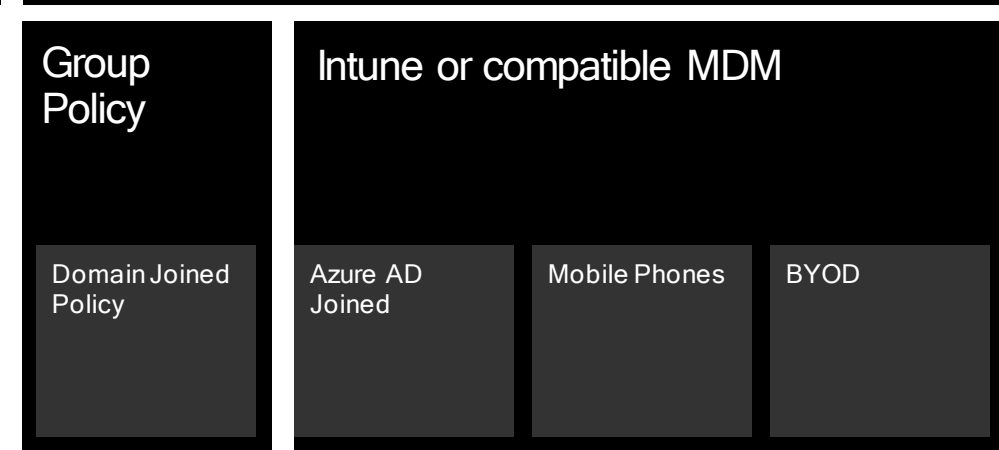 Group
Policy
Intune or compatible MDM
Domain Joined
Policy
Azure AD
Joined
Mobile Phones
BYOD